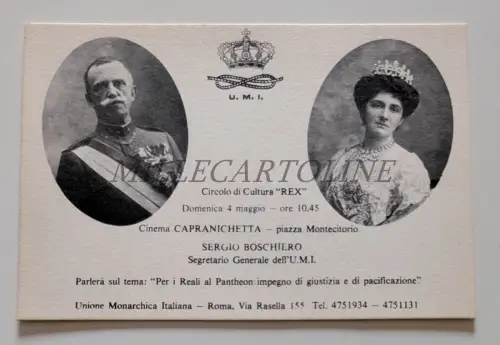 U. M. I.
MILLECARTOLINE
Circolo di Cultura "REX"
Domenica 4 maggio – ore 10,45
Cinema CAPRANICHETTA – piazza Montecitorio
SERGIO BOSCHIERO
Segretario Generale dell'U.M.I.
Parlerà sul tema: "Per i Reali al Pantheon: impegno di giustizia e di pacificazione"
Unione Monarchica Italiana – Roma, Via Rasella 155 Tel. 4751934 – 4751131